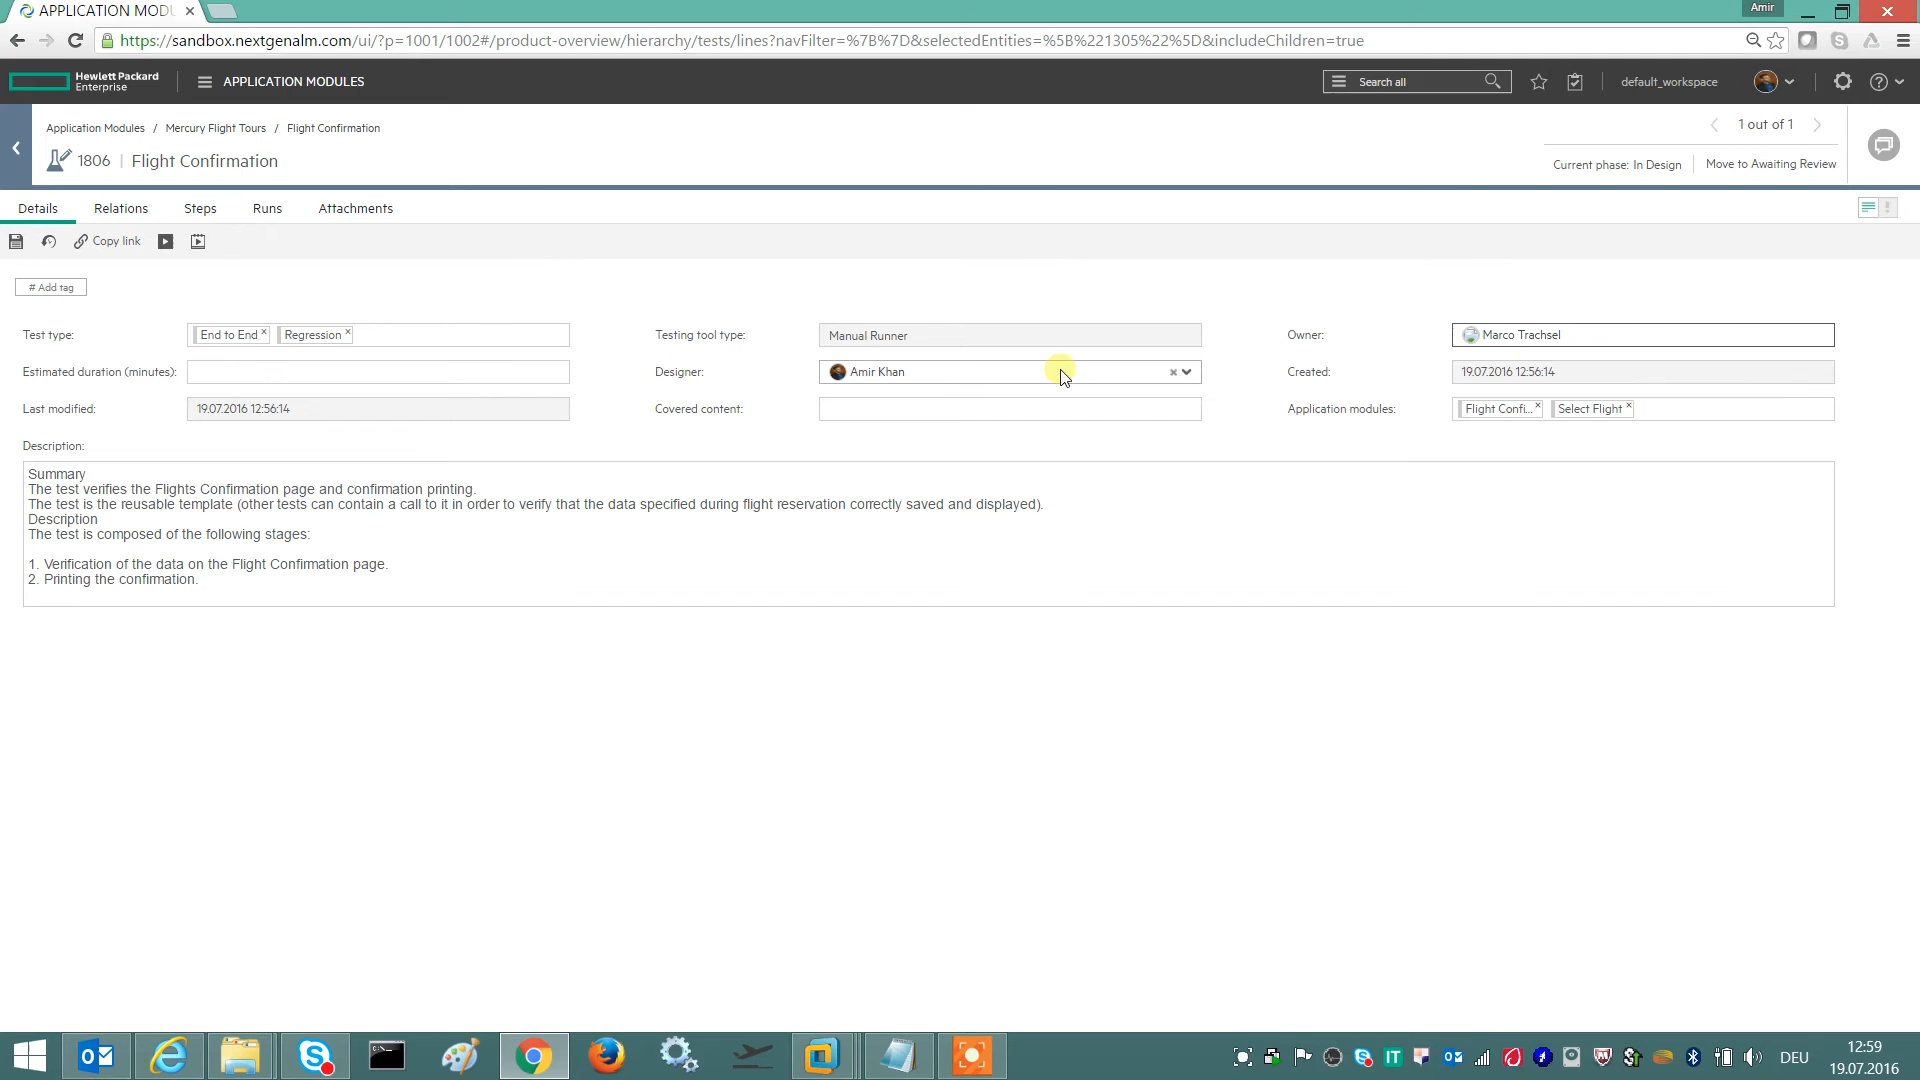 APPLICATION MODU
Amir
https://sandbox.nextgenalm.com/ui/?p=1001/1002#/product-overview/hierarchy/tests/lines?navFilter=%7B%7D&selectedEntities=%5B%221305%22%5D&includeChildren=true
Hewlett Packard
Enterprise
APPLICATION MODULES
Search all
default_workspace
Application Modules / Mercury Flight Tours / Flight Confirmation
1 out of 1
1806 | Flight Confirmation
Current phase: In Design
Move to Awaiting Review
Details Relations Steps Runs Attachments
Copy link
# Add tag
Test type: End to End Regression
Testing tool type: Manual Runner
Owner: Marco Trachsel
Estimated duration (minutes):
Designer: Amir Khan
Created: 19.07.2016 12:56:14
Last modified: 19.07.2016 12:56:14
Covered content:
Application modules: Flight Confi... Select Flight
Description:
Summary
The test verifies the Flights Confirmation page and confirmation printing.
The test is the reusable template (other tests can contain a call to it in order to verify that the data specified during flight reservation correctly saved and displayed).
Description
The test is composed of the following stages:
1. Verification of the data on the Flight Confirmation page.
2. Printing the confirmation.
DEU
12:59
19.07.2016